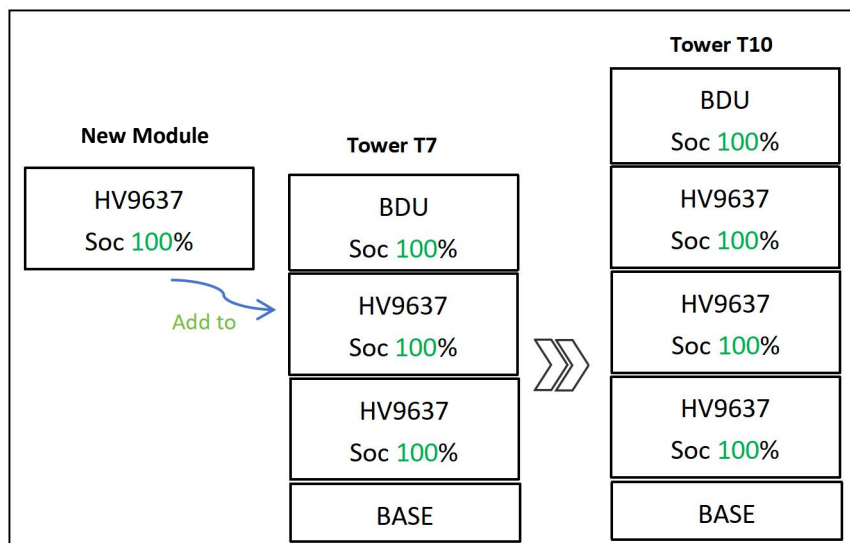 New Module
HV9637
Soc 100%
Add to
Tower T7
BDU
Soc 100%
HV9637
Soc 100%
HV9637
Soc 100%
BASE
Tower T10
BDU
Soc 100%
HV9637
Soc 100%
HV9637
Soc 100%
HV9637
Soc 100%
BASE